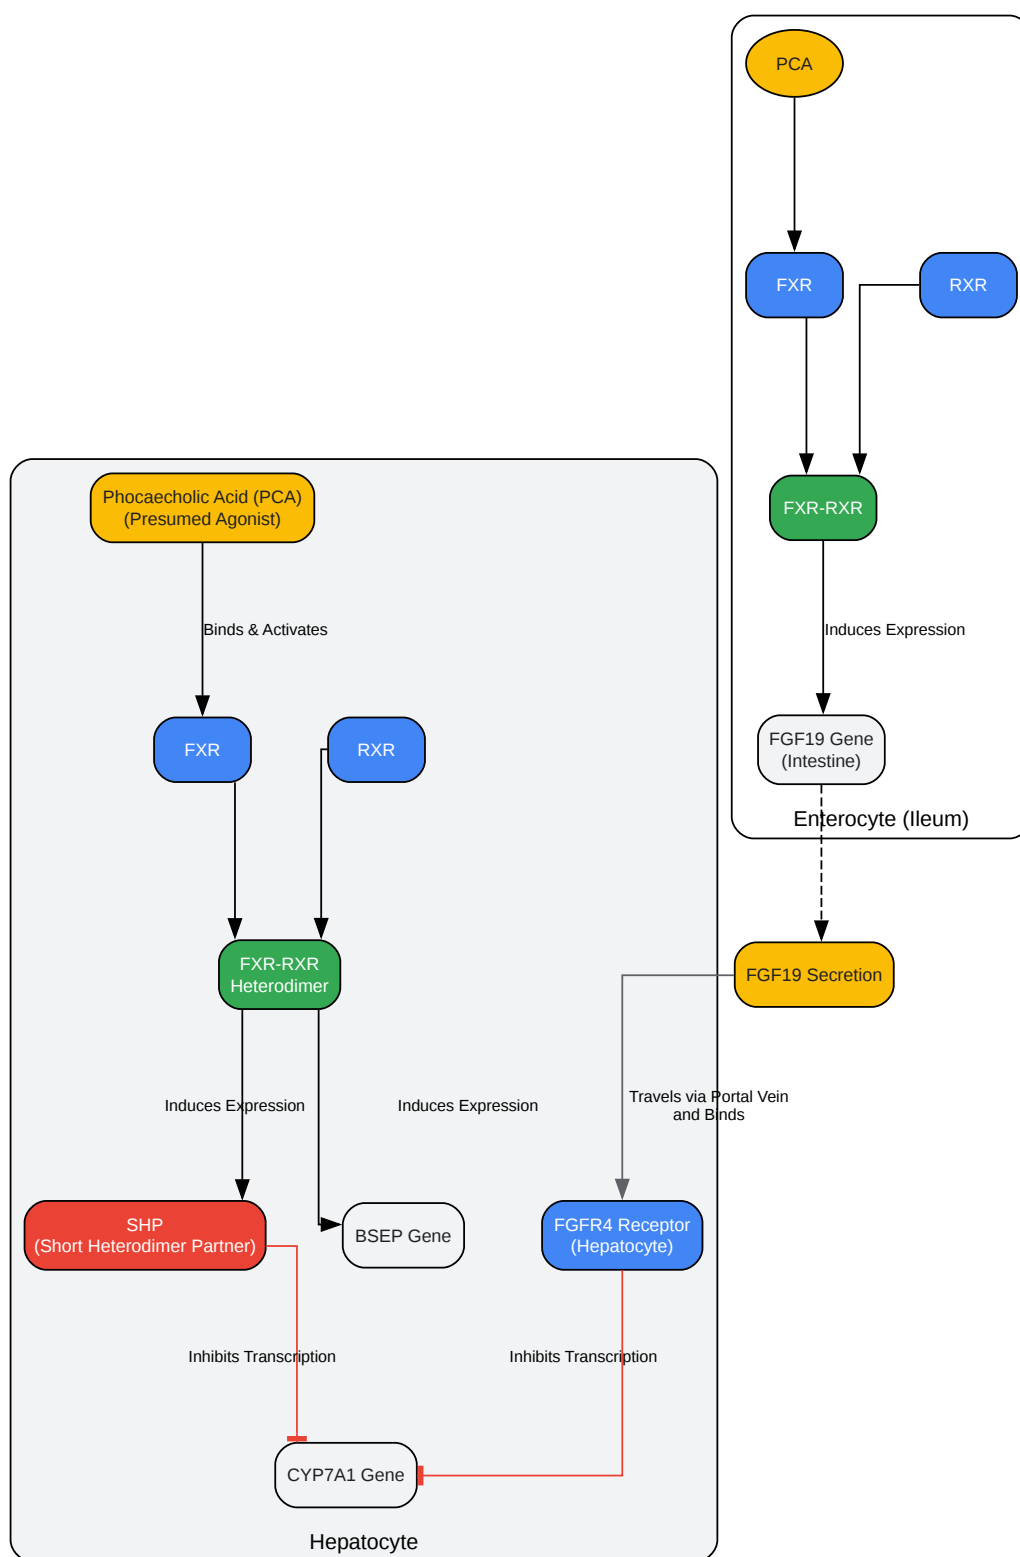 PCA
FXR
RXR
FXR-RXR
Induces Expression
FGF19 Gene
(Intestine)
Enterocyte (Ileum)
FGF19 Secretion
Travels via Portal Vein
and Binds
Phocaecholic Acid (PCA)
(Presumed Agonist)
Binds & Activates
FXR
RXR
FXR-RXR
Heterodimer
Induces Expression
Induces Expression
SHP
(Short Heterodimer Partner)
BSEP Gene
FGFR4 Receptor
(Hepatocyte)
Inhibits Transcription
Inhibits Transcription
CYP7A1 Gene
Hepatocyte